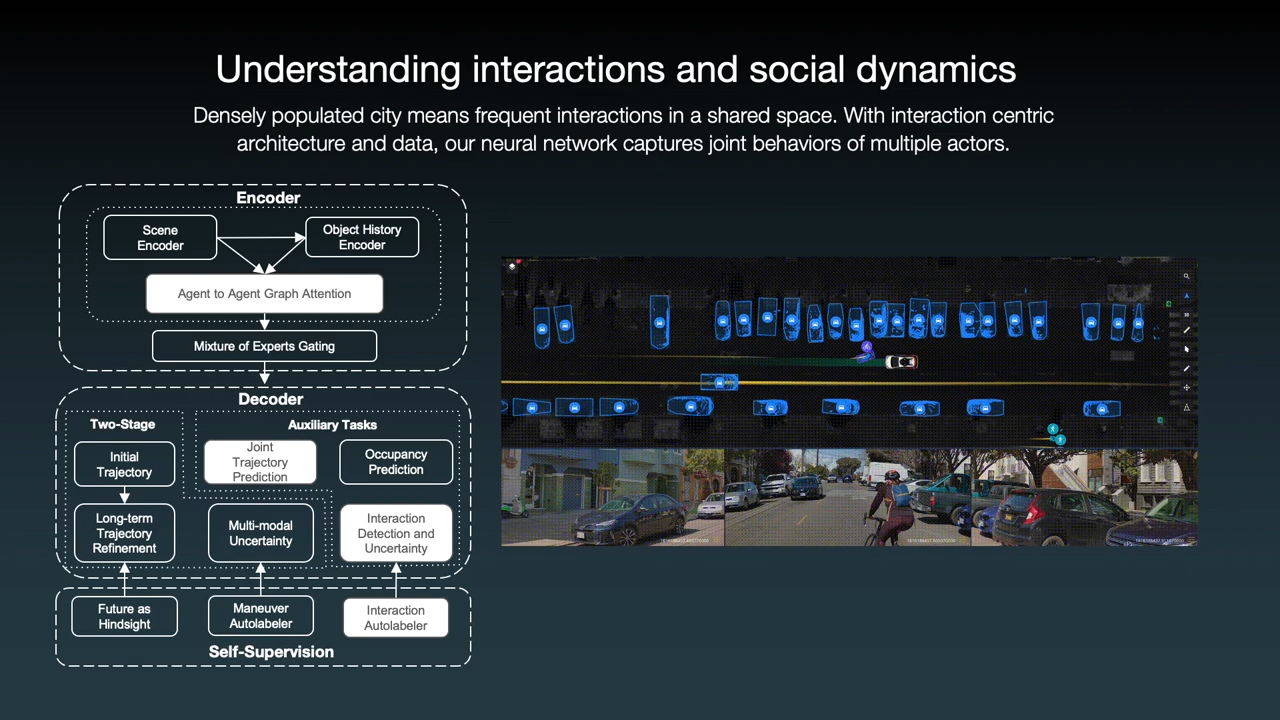 Understanding interactions and social dynamics
Densely populated city means frequent interactions in a shared space. With interaction centric
architecture and data, our neural network captures joint behaviors of multiple actors.
Encoder
Scene
Encoder
Object History
Encoder
Agent to Agent Graph Attention
Mixture of Experts Gating
Decoder
Two-Stage
Auxiliary Tasks
Initial
Trajectory
Joint
Trajectory
Prediction
Occupancy
Prediction
Long-term
Trajectory
Refinement
Multi-modal
Uncertainty
Interaction
Detection and
Uncertainty
Future as
Hindsight
Maneuver
Autolabeler
Interaction
Autolabeler
Self-Supervision